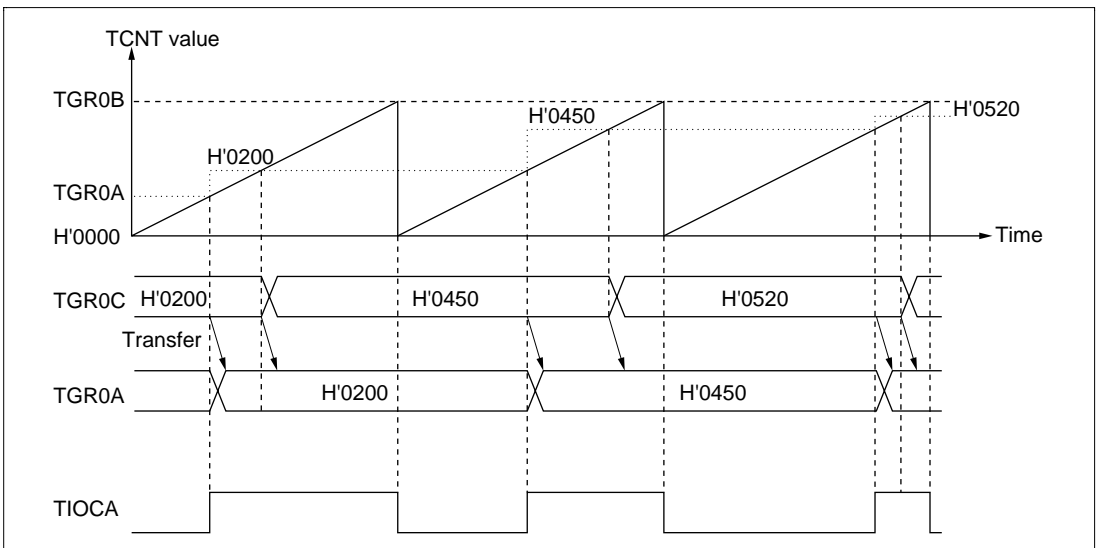 TCNT value
TGR0B
H'0450
H'0520
H'0200
TGR0A
H'0000
Time
TGR0C
H'0200
H'0450
H'0520
Transfer
TGR0A
H'0200
H'0450
TIOCA